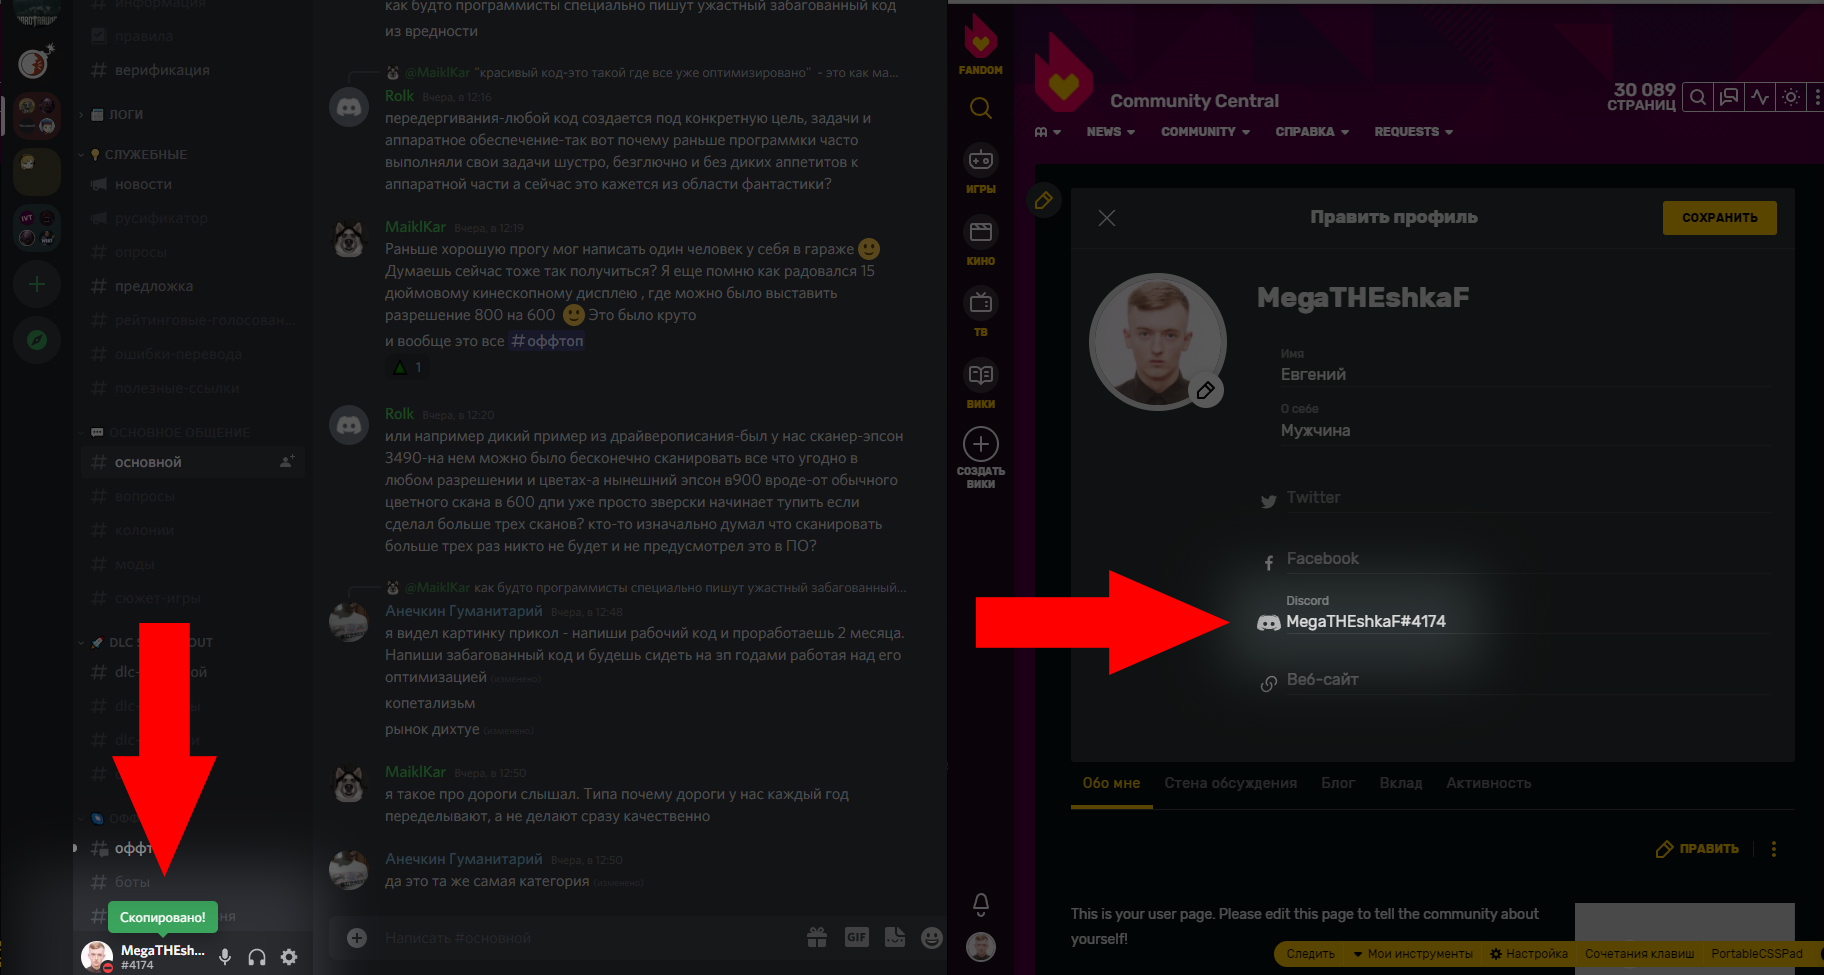 информация
правила
# верификация
ЛОГИ
СЛУЖЕБНЫЕ
новости
русификатор
# опросы
# предложка
# рейтинговые-голосован...
# ошибки-перевода
# полезные-ссылки
ОСНОВНОЕ ОБЩЕНИЕ
# основной
# вопросы
# колонии
# моды
# сюжет-игры
DLC S
OUT
# dlc-
ой
# dlc-
ы
# dlc-
и
ОФФ
офft
# боты
Скопировано!
ня
MegaTHEsh...
#4174
как будто программисты специально пишут ужастный забагованный код
из вредности
@MaiklKar "красивый код-это такой где все уже оптимизировано" - это как ма...
Rolk Вчера, в 12:16
передергивания-любой код создается под конкретную цель, задачи и
аппаратное обеспечение-так вот почему раньше программки часто
выполняли свои задачи шустро, безглючно и без диких аппетитов к
аппаратной части а сейчас это кажется из области фантастики?
MaiklKar Вчера, в 12:19
Раньше хорошую прогу мог написать один человек у себя в гараже
Думаешь сейчас тоже так получиться? Я еще помню как радовался 15
дюймовому кинескопному дисплею , где можно было выставить
разрешение 800 на 600 Это было круто
и вообще это все #оффтоп
1
Rolk Вчера, в 12:20
или например дикий пример из драйверописания-был у нас сканер-эпсон
3490-на нем можно было бесконечно сканировать все что угодно в
любом разрешении и цветах-а нынешний эпсон в900 вроде-от обычного
цветного скана в 600 дпи уже просто зверски начинает тупить если
сделал больше трех сканов? кто-то изначально думал что сканировать
больше трех раз никто не будет и не предусмотрел это в ПО?
@MaiklKar как будто программисты специально пишут ужастный забагованный...
Анечкин Гуманитарий Вчера, в 12:48
я видел картинку прикол - напиши рабочий код и проработаешь 2 месяца.
Напиши забагованный код и будешь сидеть на зп годами работая над его
оптимизацией (изменено)
копетализьм
рынок дихтуе (изменено)
MaiklKar Вчера, в 12:50
я такое про дороги слышал. Типа почему дороги у нас каждый год
переделывают, а не делают сразу качественно
Анечкин Гуманитарий Вчера, в 12:50
да это та же самая категория (изменено)
Написать #основной
GIF
FANDOM
ИГРЫ
КИНО
ТВ
ВИКИ
СОЗДАТЬ
ВИКИ
Community Central
30 089
СТРАНИЦ
NEWS COMMUNITY СПРАВКА REQUESTS
Править профиль
СОХРАНИТЬ
MegaTHEshkaF
Имя
Евгений
О себе
Мужчина
Twitter
Facebook
Discord
MegaTHEshkaF#4174
Веб-сайт
Обо мне Стена обсуждения Блог Вклад Активность
ПРАВИТЬ
This is your user page. Please edit this page to tell the community about
yourself!
Следить Мои инструменты Настройка Сочетания клавиш PortableCSSPad